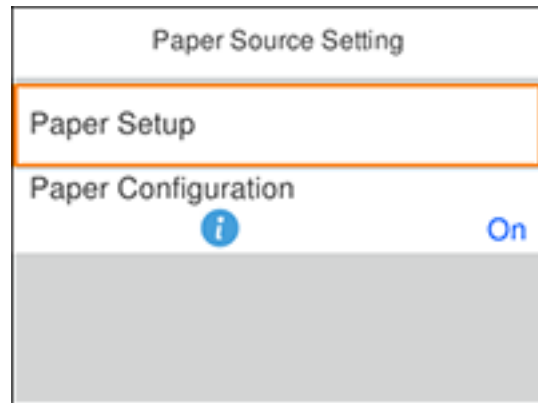 Paper Source Setting
Paper Setup
Paper Configuration
i
On